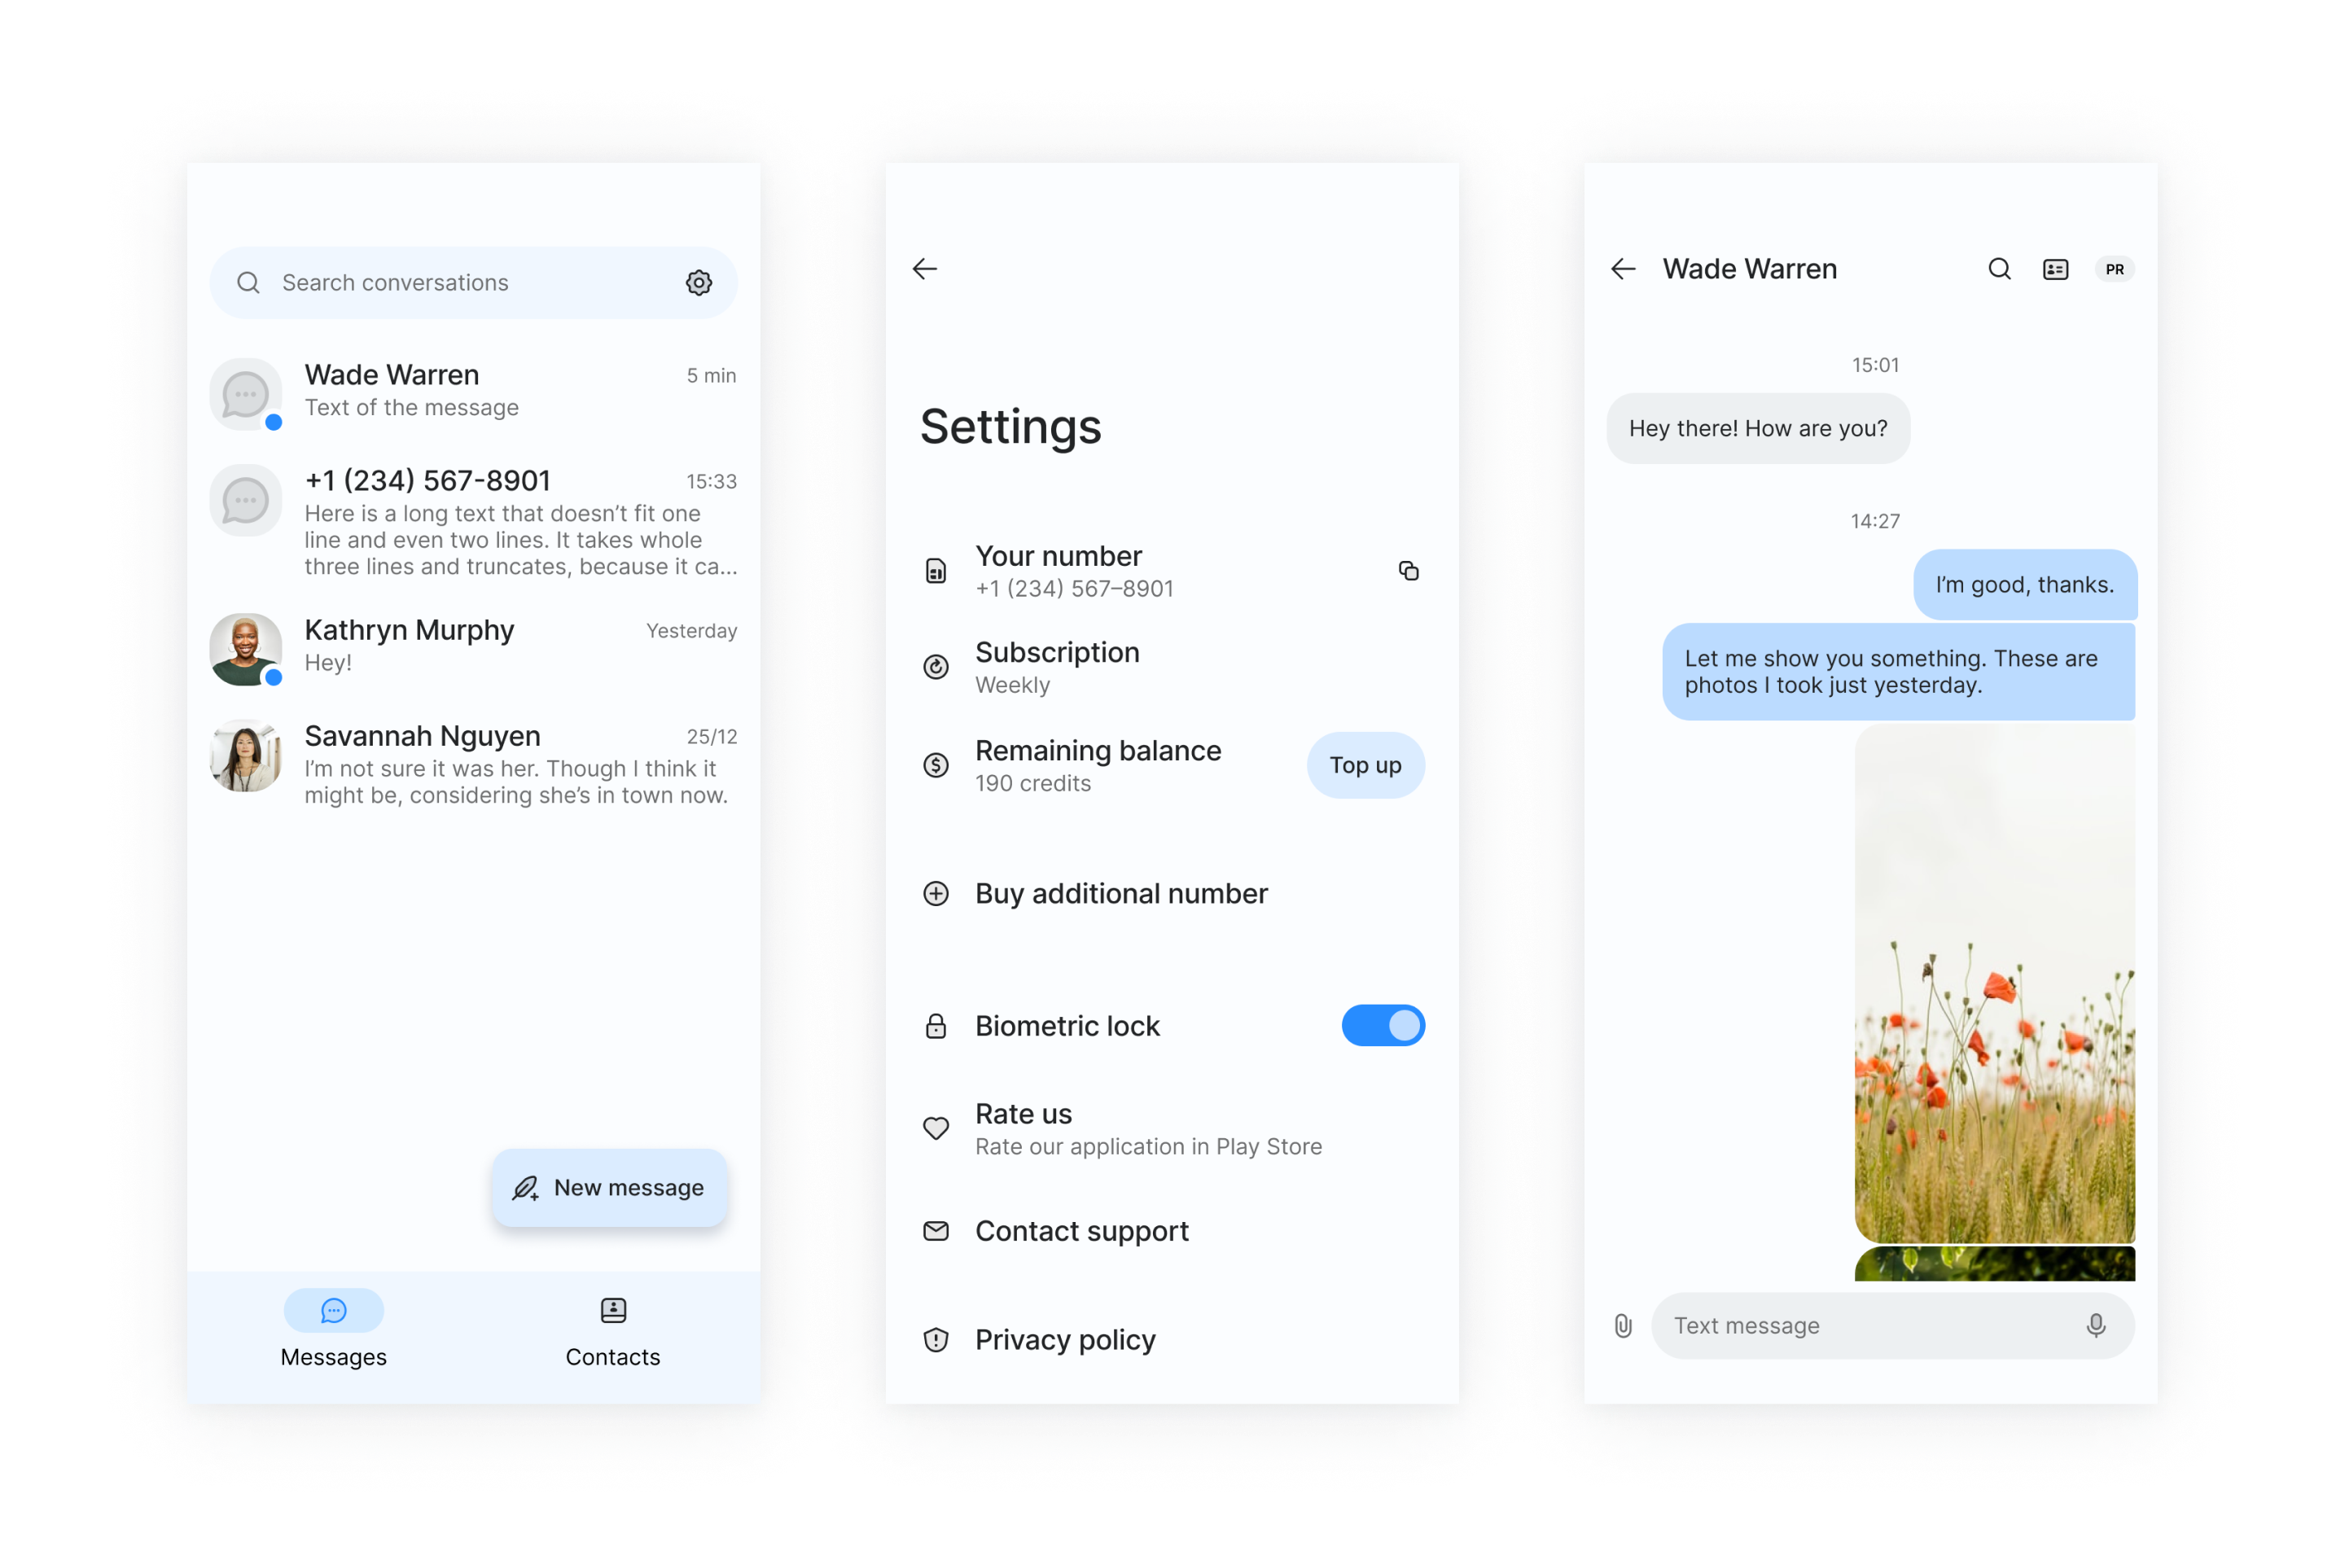 Search conversations
Wade Warren
5 min
Text of the message
+1 (234) 567-8901
15:33
Here is a long text that doesn’t fit one
line and even two lines. It takes whole
three lines and truncates, because it ca...
Kathryn Murphy
Yesterday
Hey!
Savannah Nguyen
25/12
I’m not sure it was her. Though I think it
might be, considering she’s in town now.
New message
Messages
Contacts
Settings
Your number
+1 (234) 567–8901
Subscription
Weekly
Remaining balance
190 credits
Top up
Buy additional number
Biometric lock
Rate us
Rate our application in Play Store
Contact support
Privacy policy
Wade Warren
PR
15:01
Hey there! How are you?
14:27
I’m good, thanks.
Let me show you something. These are
photos I took just yesterday.
Text message